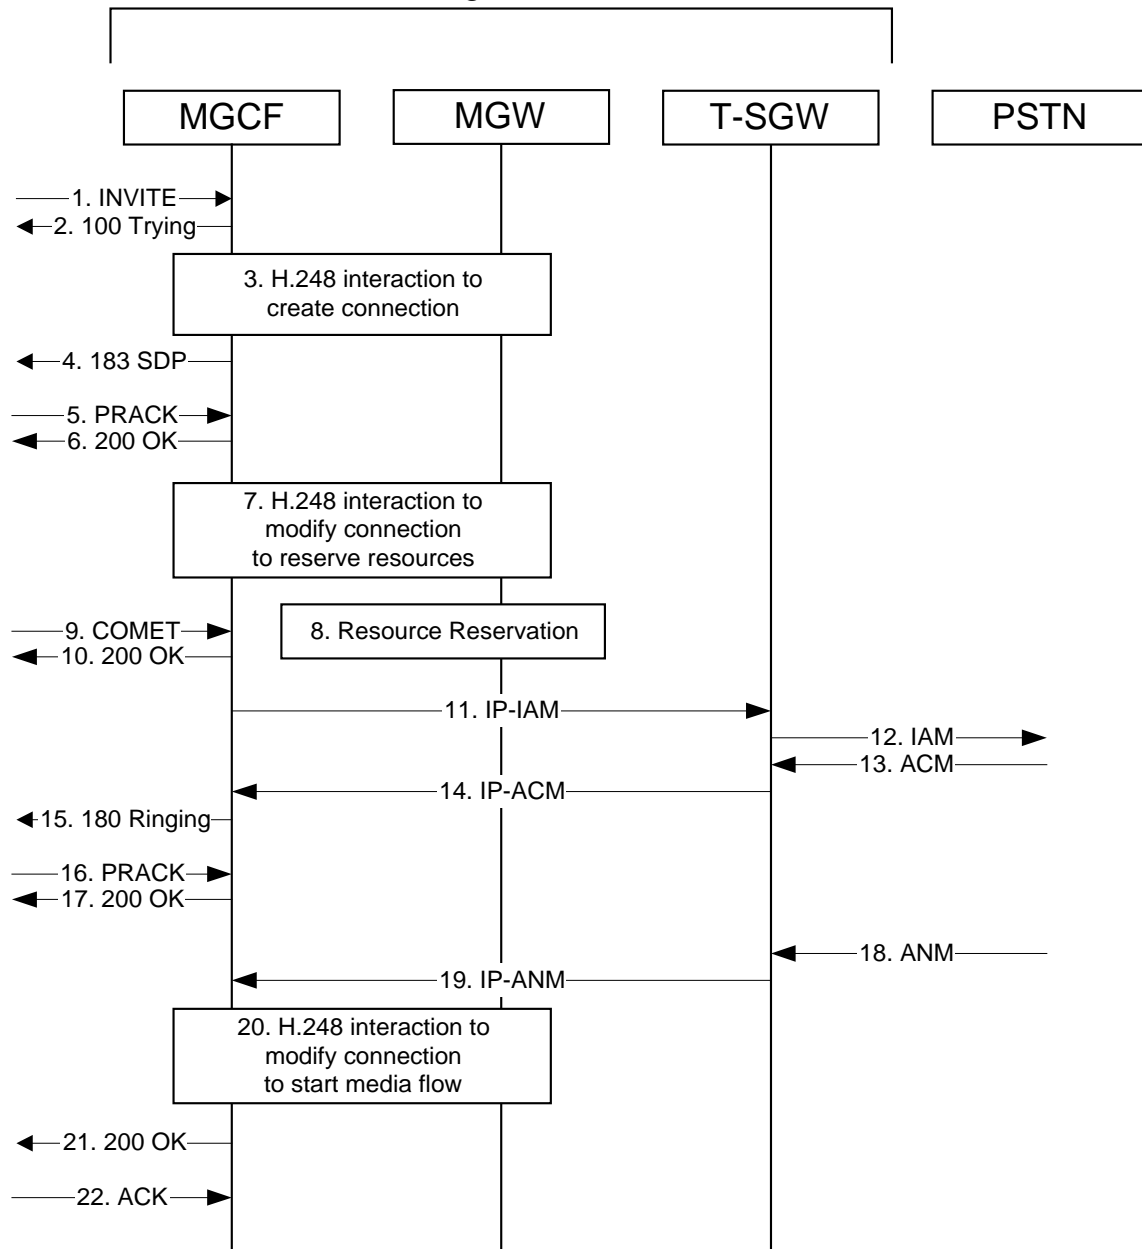 MGCF
MGW
T-SGW
PSTN
1. INVITE
2. 100 Trying
3. H.248 interaction to
create connection
4. 183 SDP
5. PRACK
6. 200 OK
7. H.248 interaction to
modify connection
to reserve resources
8. Resource Reservation
9. COMET
10. 200 OK
11. IP-IAM
12. IAM
13. ACM
14. IP-ACM
15. 180 Ringing
16. PRACK
17. 200 OK
18. ANM
19. IP-ANM
20. H.248 interaction to
modify connection
to start media flow
21. 200 OK
22. ACK